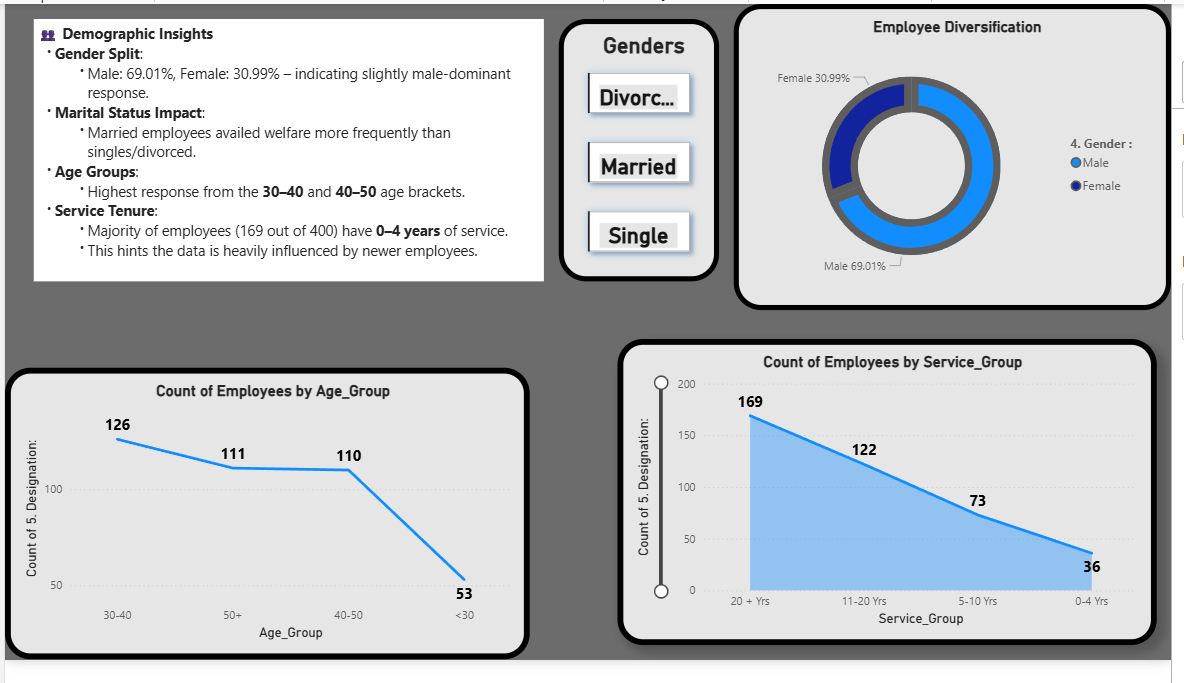 Demographic Insights
• Gender Split:
• Male: 69.01%, Female: 30.99% – indicating slightly male-dominant
response.
• Marital Status Impact:
• Married employees availed welfare more frequently than
singles/divorced.
• Age Groups:
• Highest response from the 30–40 and 40–50 age brackets.
• Service Tenure:
• Majority of employees (169 out of 400) have 0–4 years of service.
• This hints the data is heavily influenced by newer employees.
Genders
Divorc...
Married
Single
Employee Diversification
Female 30.99%
Male 69.01%
4. Gender :
Male
Female
Count of Employees by Age_Group
Count of 5. Designation:
100
50
126
111
110
53
30-40
50+
40-50
<30
Age_Group
Count of Employees by Service_Group
Count of 5. Designation:
200
150
100
50
0
169
122
73
36
20 + Yrs
11-20 Yrs
5-10 Yrs
0-4 Yrs
Service_Group